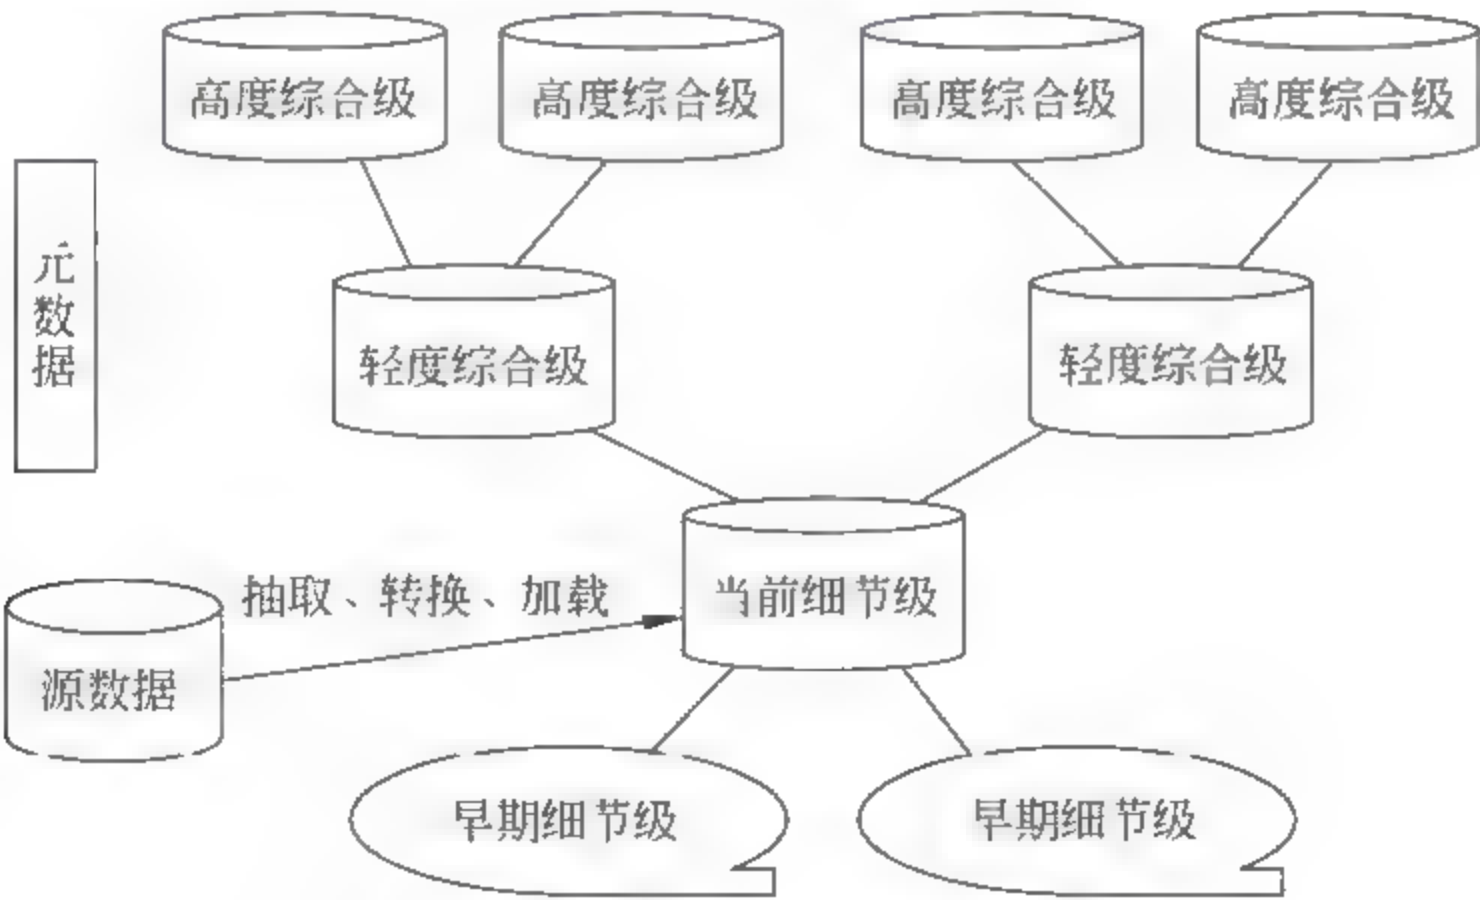 高度综合级
高度综合级
高度综合级
高度综合级
元数据
轻度综合级
轻度综合级
抽取、转换、加载
当前细节级
源数据
早期细节级
早期细节级